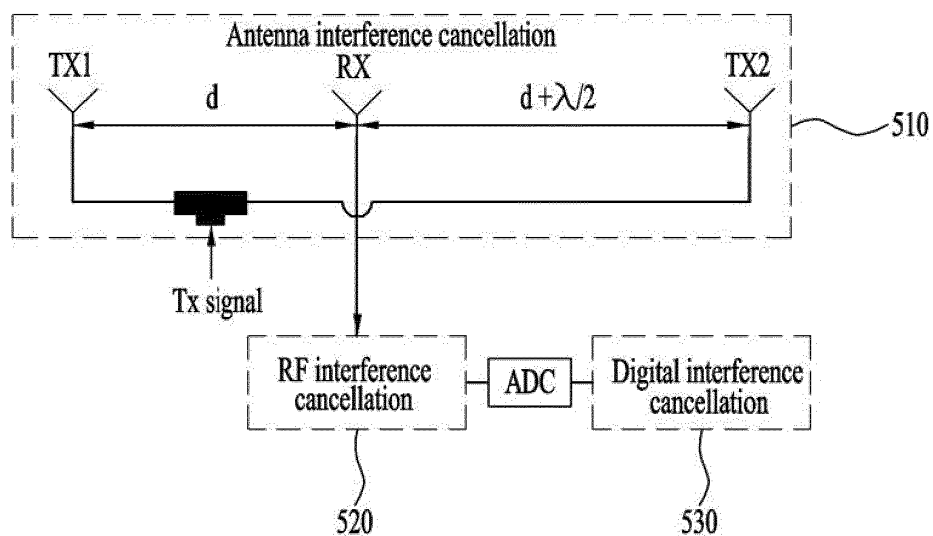 Antenna interference cancellation
TX1
RX
TX2
d
d+λ/2
510
Tx signal
RF interference
cancellation
ADC
Digital interference
cancellation
520
530